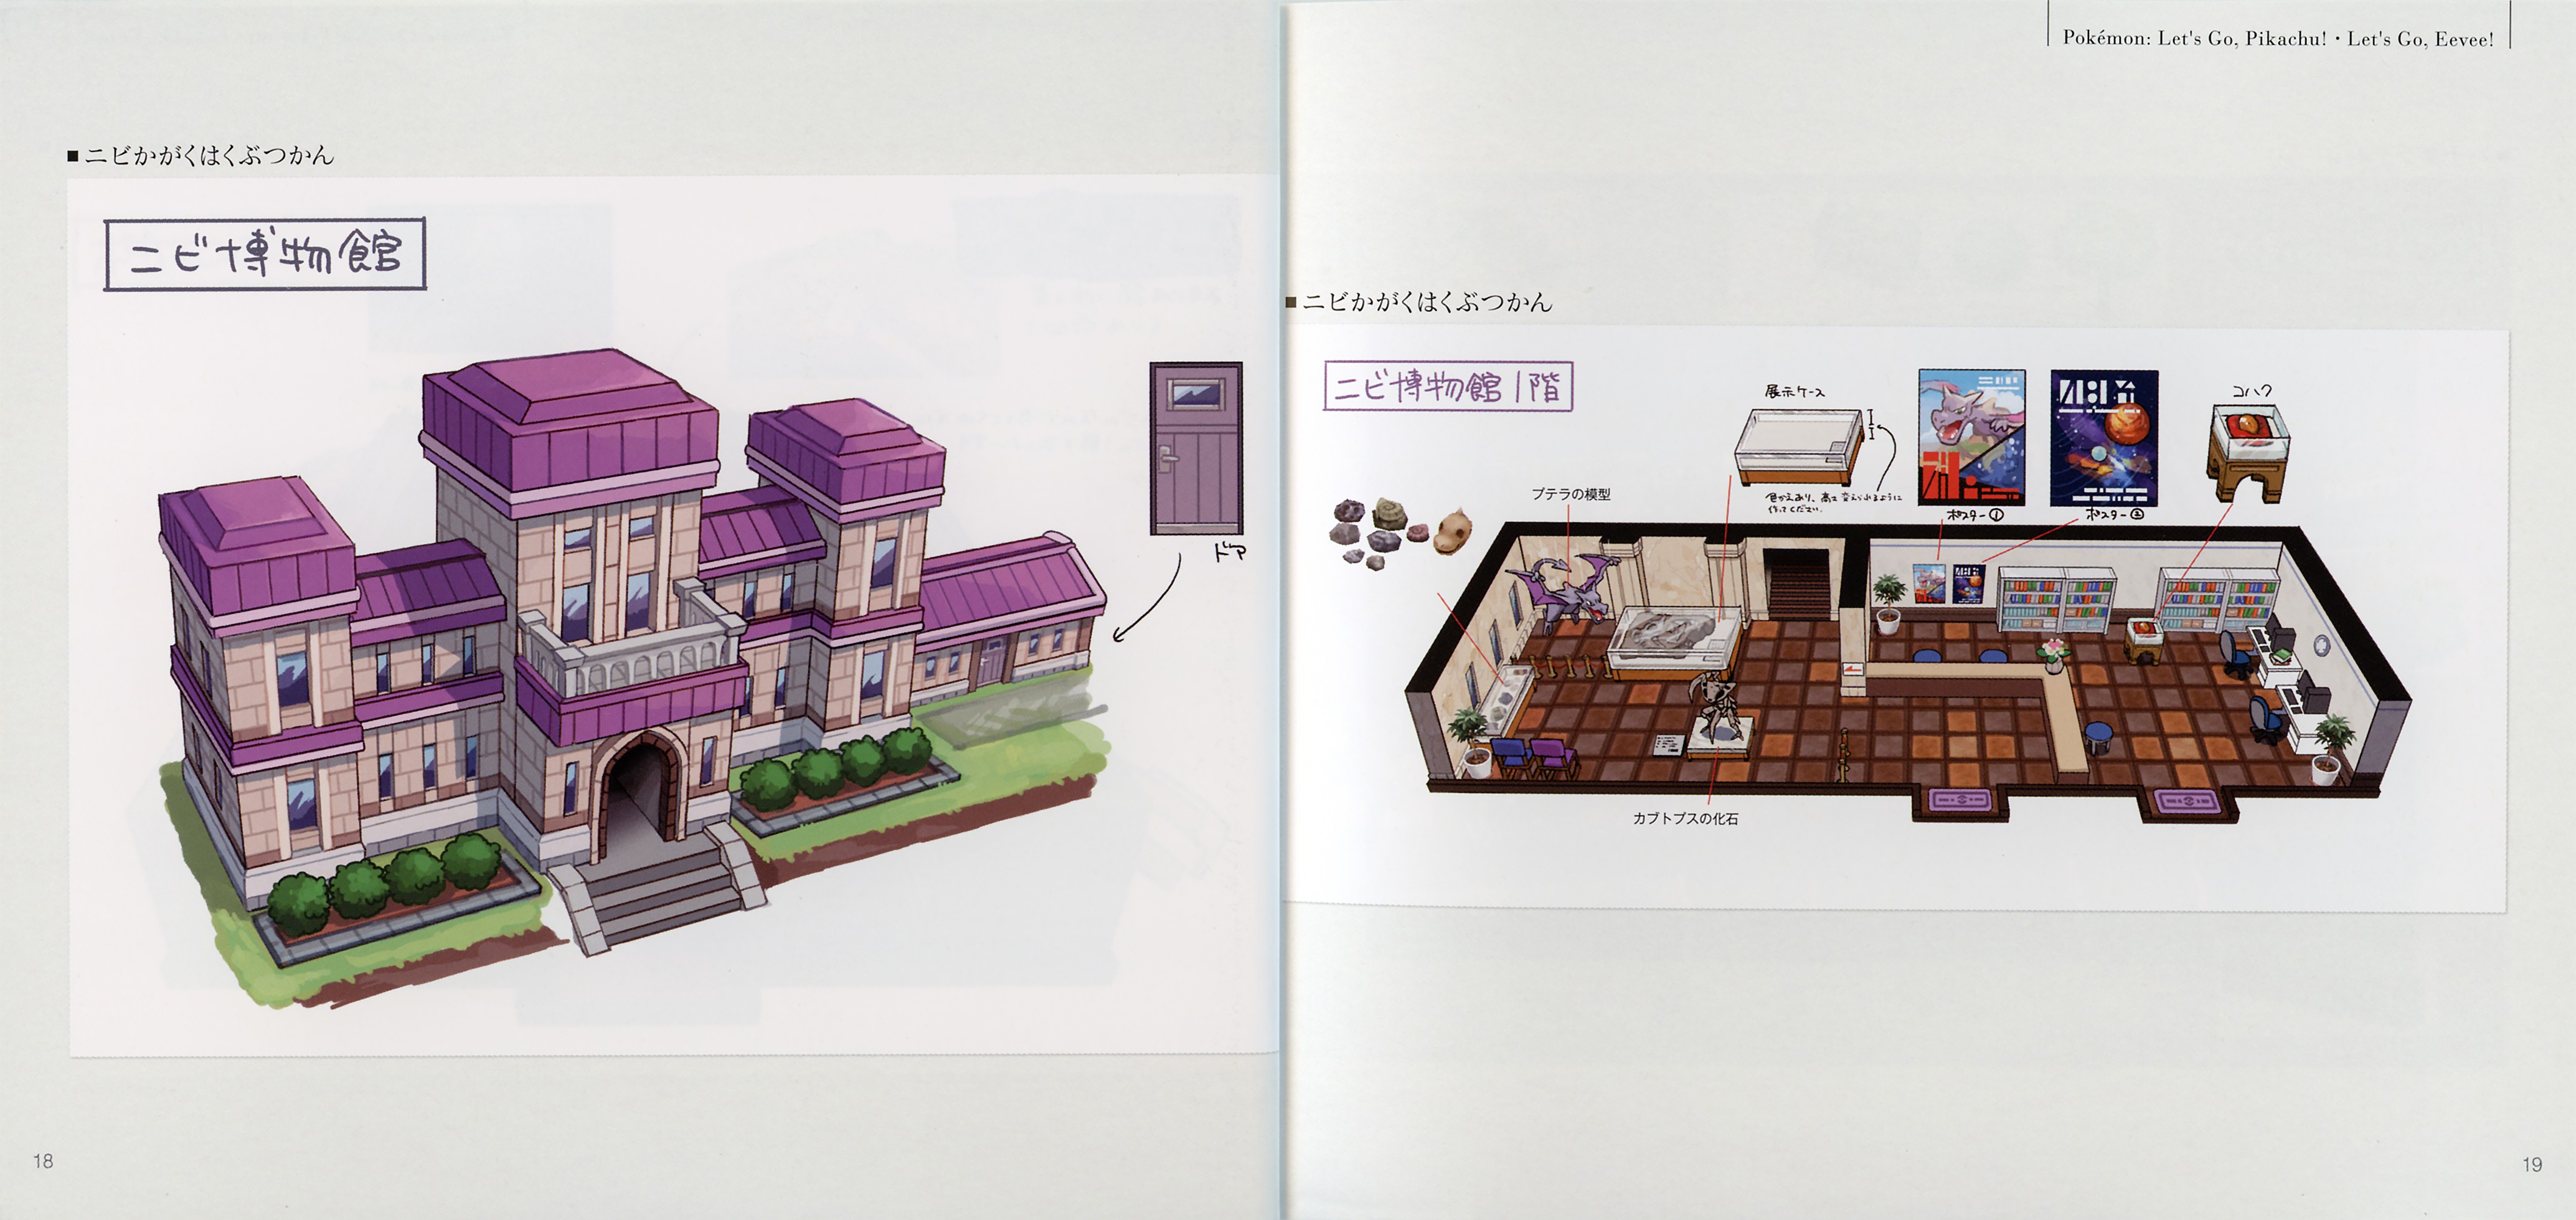 ■ニビかがくはくぶつかん
ニビ博物館
ドア
18
Pokémon: Let's Go, Pikachu!・Let's Go, Eevee!
■ニビかがくはくぶつかん
ニビ博物館1階
展示ケース
色かえあり、高さ変えられるように
作ってください。
ポスター①
ポスター②
コハク
プテラの模型
カブトプスの化石
19